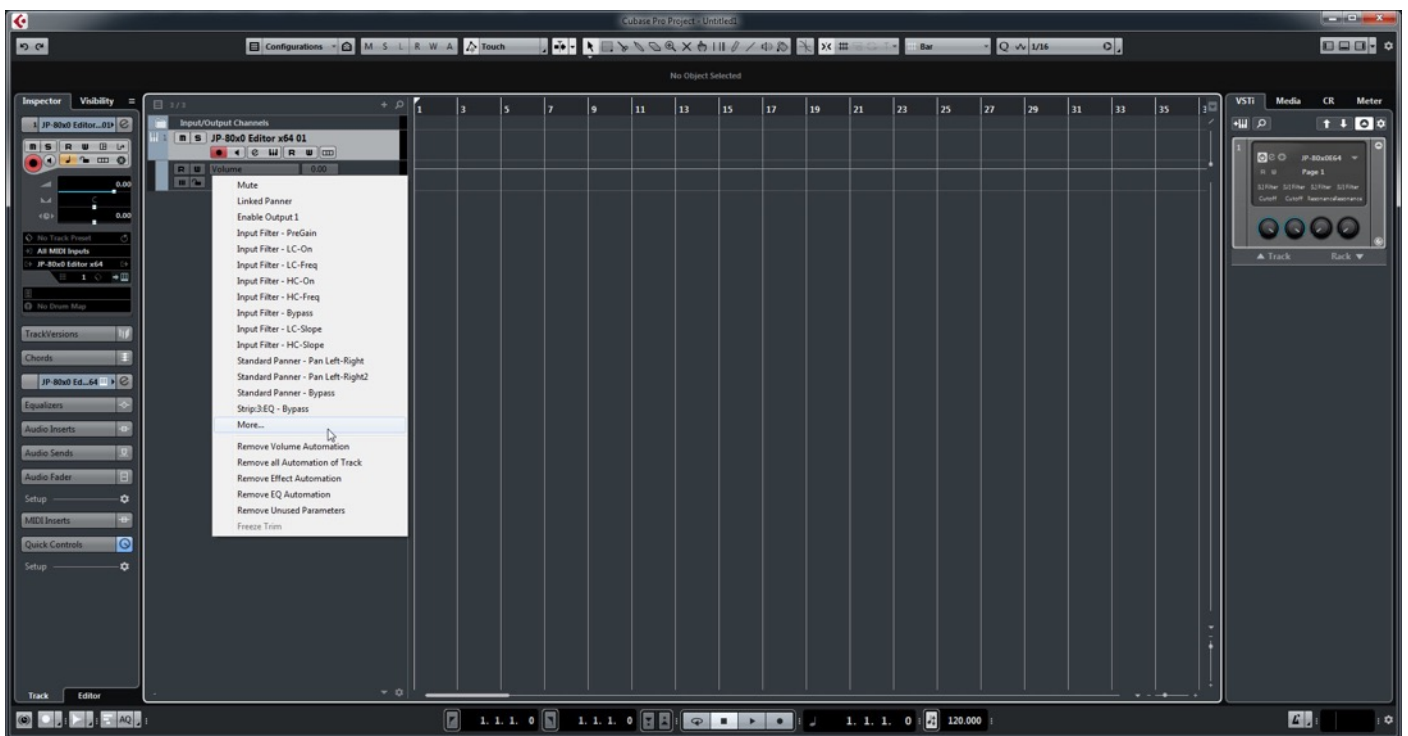 Cubase Pro Project - Untitled1
Configurations
M S L R W A
Touch
Bar
Q 1/16
No Object Selected
Inspector Visibility
1 JP-80x0 Editor...01
0.00
C
0.00
No Track Preset
All MIDI Inputs
JP-80x0 Editor x64
1
No Drum Map
TrackVersions
Chords
JP-80x0 Ed...64
Equalizers
Audio Inserts
Audio Sends
Audio Fader
Setup
MIDI Inserts
Quick Controls
Setup
Track Editor
1/1
Input/Output Channels
1 m S JP-80x0 Editor x64 01
R W Volume 0.00
Mute
Linked Panner
Enable Output 1
Input Filter - PreGain
Input Filter - LC-On
Input Filter - LC-Freq
Input Filter - HC-On
Input Filter - HC-Freq
Input Filter - Bypass
Input Filter - LC-Slope
Input Filter - HC-Slope
Standard Panner - Pan Left-Right
Standard Panner - Pan Left-Right2
Standard Panner - Bypass
Strip:3:EQ - Bypass
More...
Remove Volume Automation
Remove all Automation of Track
Remove Effect Automation
Remove EQ Automation
Remove Unused Parameters
Freeze Trim
1 3 5 7 9 11 13 15 17 19 21 23 25 27 29 31 33 35
VSTi Media CR Meter
1
JP-80x0E64
R W Page 1
Cutoff Cutoff
Track Rack
AQ
1. 1. 1. 0
1. 1. 1. 0
1. 1. 1. 0
120.000